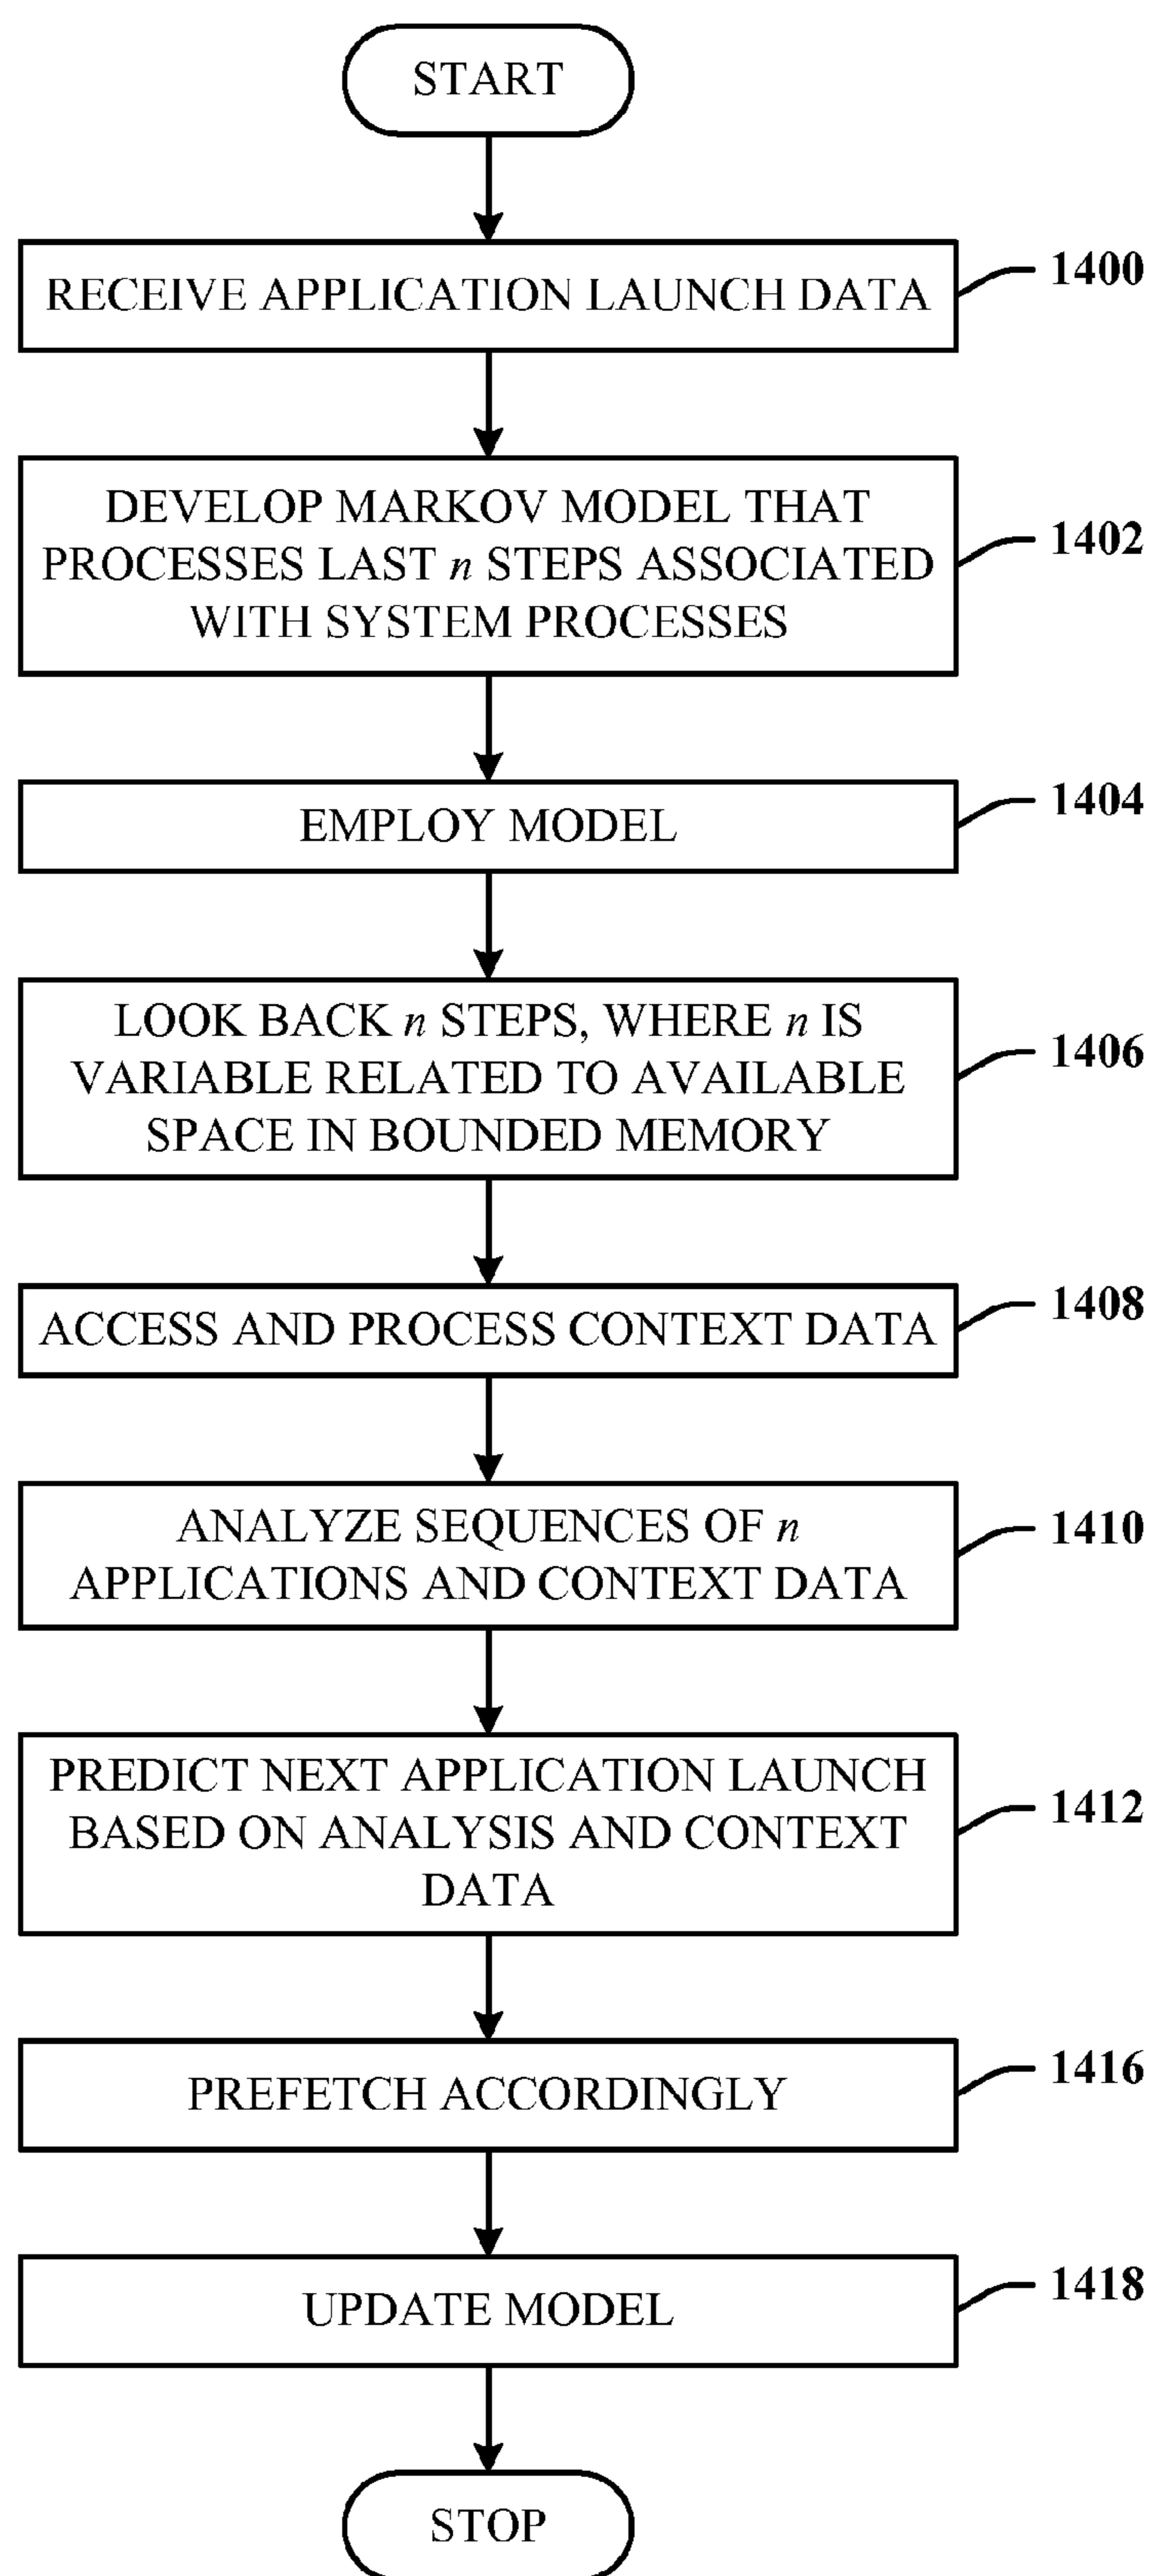 START
RECEIVE APPLICATION LAUNCH DATA
1400
DEVELOP MARKOV MODEL THAT
PROCESSES LAST n STEPS ASSOCIATED
WITH SYSTEM PROCESSES
1402
EMPLOY MODEL
1404
LOOK BACK n STEPS, WHERE n IS
VARIABLE RELATED TO AVAILABLE
SPACE IN BOUNDED MEMORY
1406
ACCESS AND PROCESS CONTEXT DATA
1408
ANALYZE SEQUENCES OF n
APPLICATIONS AND CONTEXT DATA
1410
PREDICT NEXT APPLICATION LAUNCH
BASED ON ANALYSIS AND CONTEXT
DATA
1412
PREFETCH ACCORDINGLY
1416
UPDATE MODEL
1418
STOP